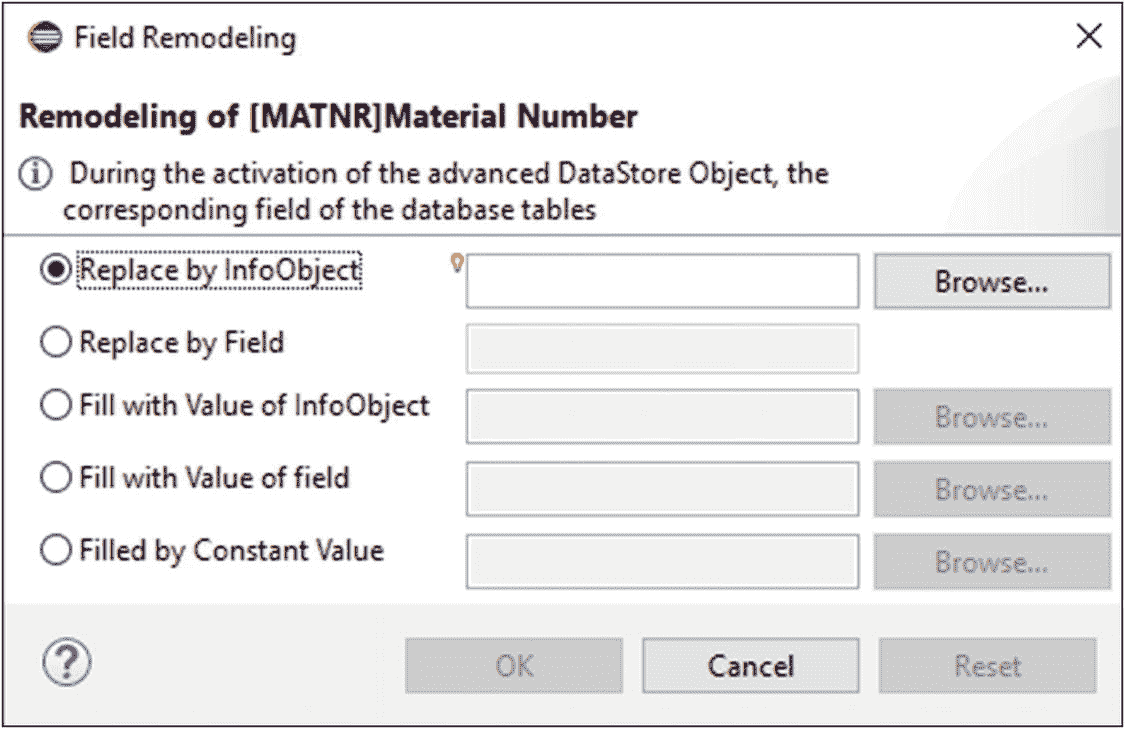 Field Remodeling
Remodeling of [MATNR]Material Number
During the activation of the advanced DataStore Object, the
corresponding field of the database tables
Replace by InfoObject
Browse...
Replace by Field
Fill with Value of InfoObject
Browse...
Fill with Value of field
Browse...
Filled by Constant Value
Browse...
OK
Cancel
Reset